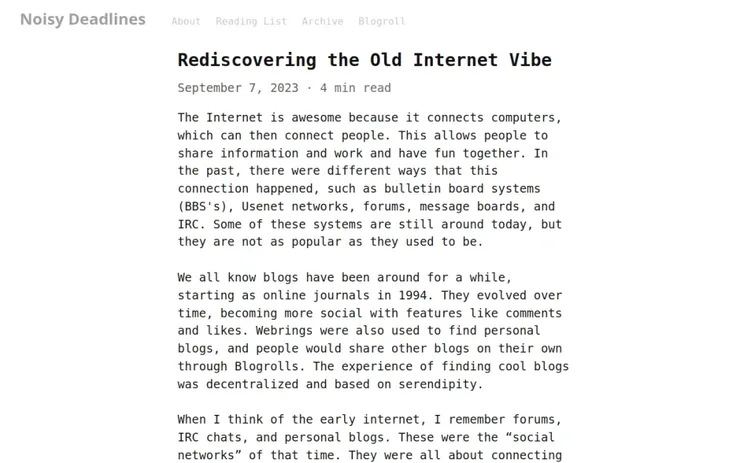 Noisy Deadlines
About Reading List Archive Blogroll
Rediscovering the Old Internet Vibe
September 7, 2023 · 4 min read
The Internet is awesome because it connects computers,
which can then connect people. This allows people to
share information and work and have fun together. In
the past, there were different ways that this
connection happened, such as bulletin board systems
(BBS's), Usenet networks, forums, message boards, and
IRC. Some of these systems are still around today, but
they are not as popular as they used to be.
We all know blogs have been around for a while,
starting as online journals in 1994. They evolved over
time, becoming more social with features like comments
and likes. Webrings were also used to find personal
blogs, and people would share other blogs on their own
through Blogrolls. The experience of finding cool blogs
was decentralized and based on serendipity.
When I think of the early internet, I remember forums,
IRC chats, and personal blogs. These were the “social
networks” of that time. They were all about connecting